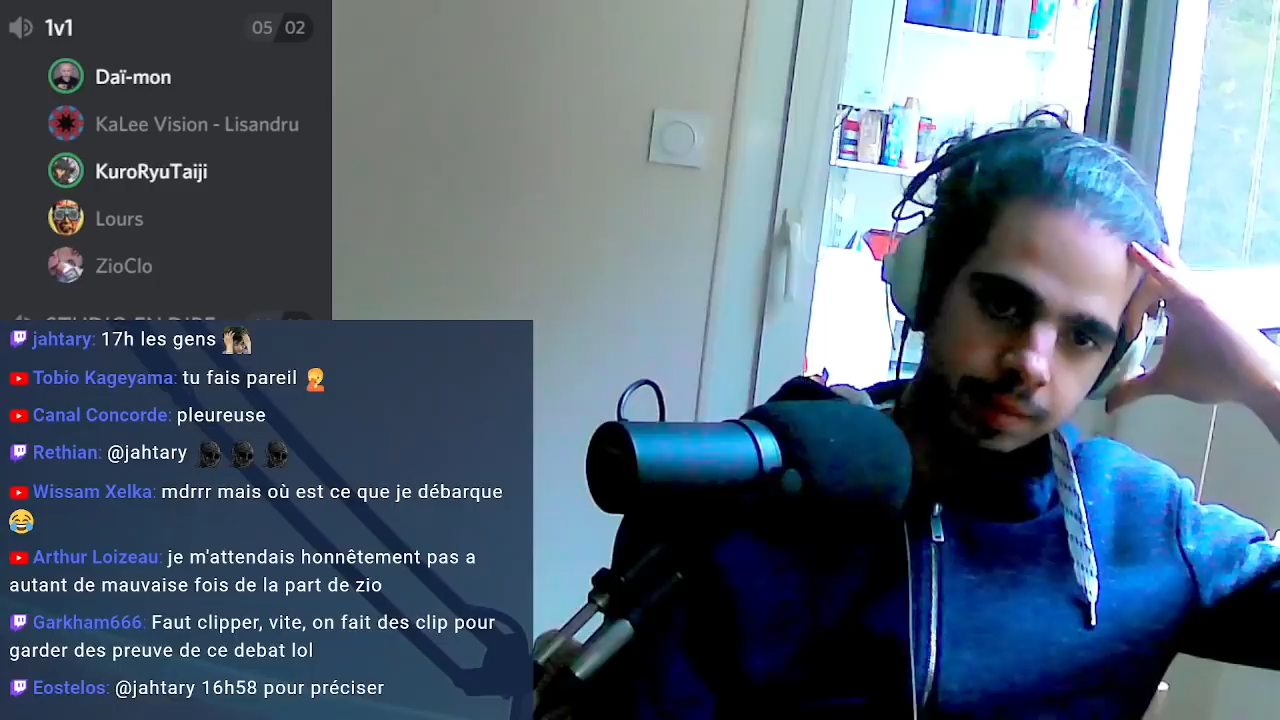 1v1 05 02
Daï-mon
KaLee Vision - Lisandru
KuroRyuTaiji
Lours
ZioClo
STUDIO EN DIRE
jahtary: 17h les gens
Tobio Kageyama: tu fais pareil 🤦
Canal Concorde: pleureuse
Rethian: @jahtary
Wissam Xelka: mdrrr mais où est ce que je débarque
😂
Arthur Loizeau: je m'attendais honnêtement pas a
autant de mauvaise fois de la part de zio
Garkham666: Faut clipper, vite, on fait des clip pour
garder des preuve de ce debat lol
Eostelos: @jahtary 16h58 pour préciser